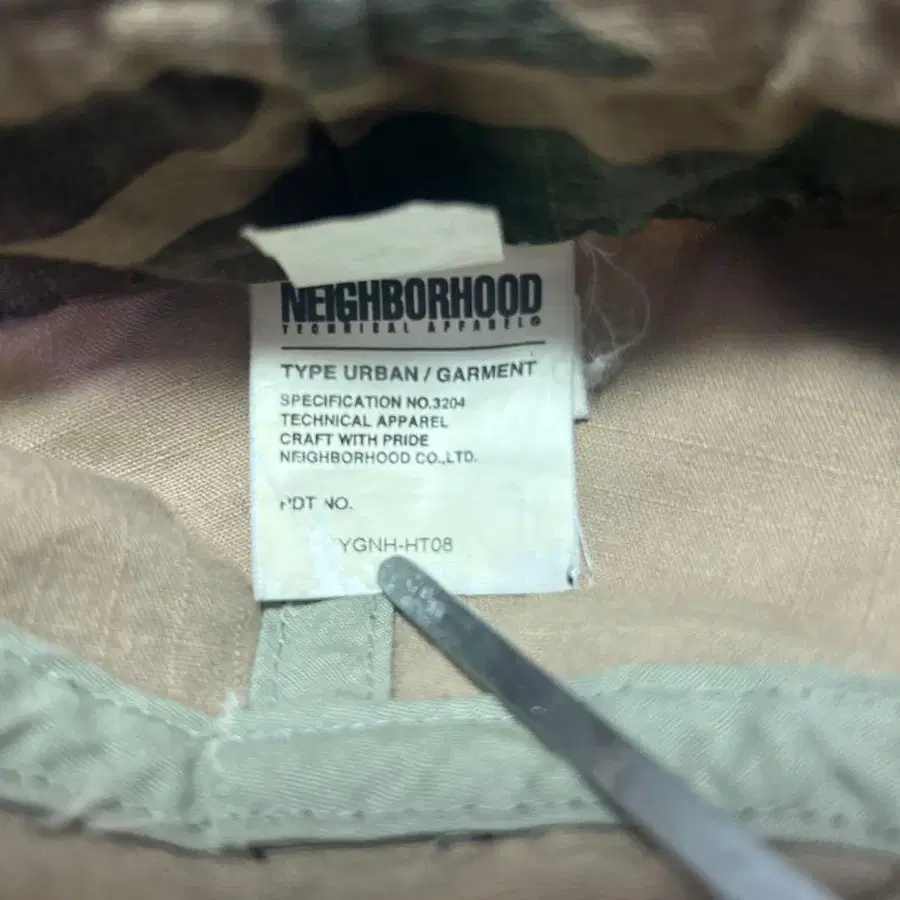 NEIGHBORHOOD
TECHNICAL APPAREL
TYPE URBAN / GARMENT
SPECIFICATION NO.3204
TECHNICAL APPAREL
CRAFT WITH PRIDE
NEIGHBORHOOD CO.,LTD.
PDT NO.
YGNH-HT08